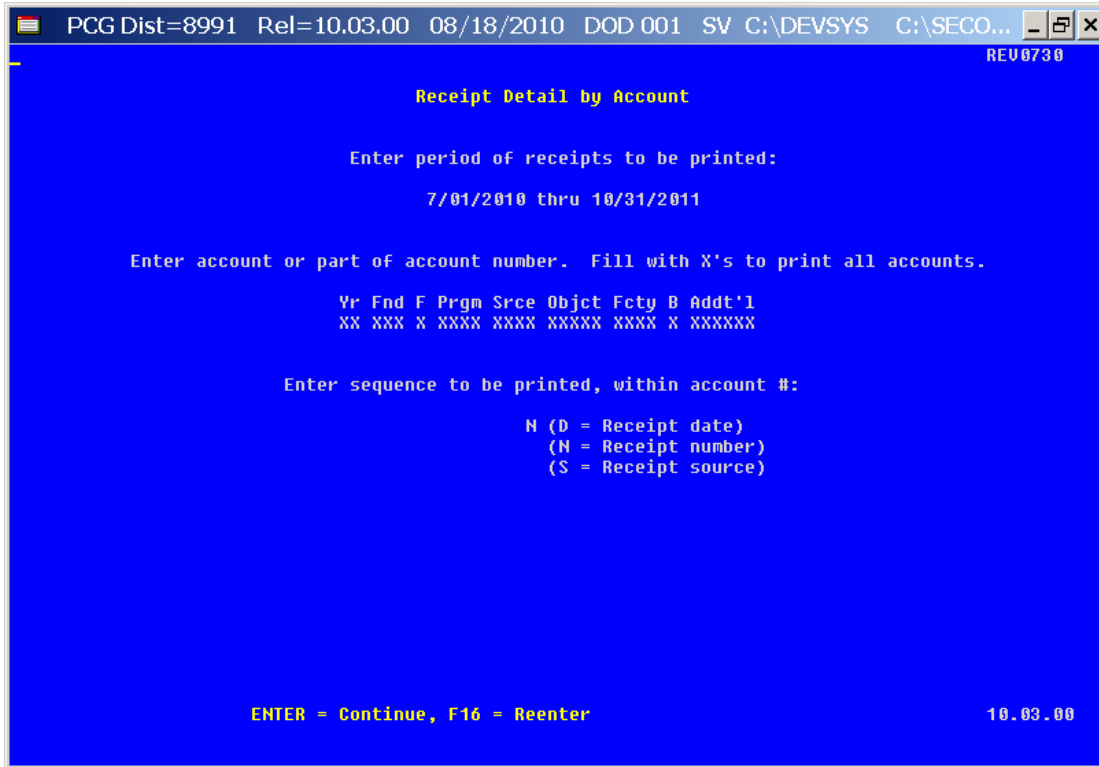 PCG Dist=8991 Rel=10.03.00 08/18/2010 DOD 001 SV C:\DEVSYS C:\SECO...
REV0730
Receipt Detail by Account
Enter period of receipts to be printed:
7/01/2010 thru 10/31/2011
Enter account or part of account number. Fill with X's to print all accounts.
Yr Fnd F Prgm Srce Objct Fcty B Addt'l
XX XXX X XXXX XXXX XXXXX XXXX X XXXXXX
Enter sequence to be printed, within account #:
N (D = Receipt date)
(N = Receipt number)
(S = Receipt source)
ENTER = Continue, F16 = Reenter 10.03.00